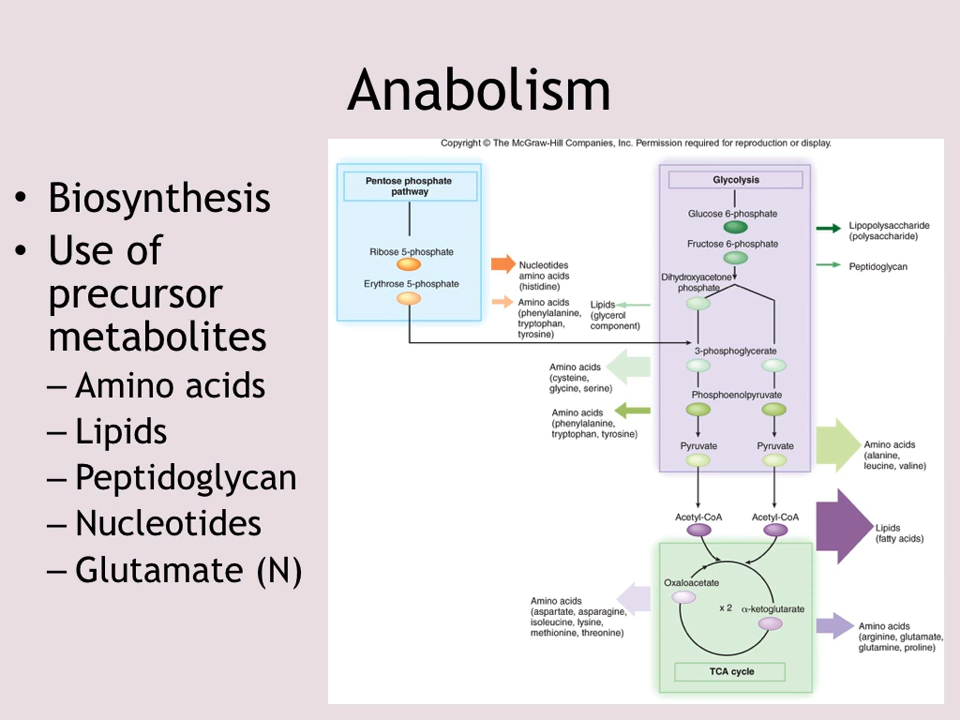 Anabolism
Copyright © The McGraw-Hill Companies, Inc. Permission required for reproduction or display.
• Biosynthesis
• Use of
precursor
metabolites
– Amino acids
– Lipids
– Peptidoglycan
– Nucleotides
– Glutamate (N)
Pentose phosphate
pathway
Ribose 5-phosphate
Erythrose 5-phosphate
Nucleotides
amino acids
(histidine)
Amino acids
(phenylalanine,
tryptophan,
tyrosine)
Glycolysis
Glucose 6-phosphate
Fructose 6-phosphate
Dihydroxyacetone
phosphate
3-phosphoglycerate
Phosphoenolpyruvate
Pyruvate
Pyruvate
Lipopolysaccharide
(polysaccharide)
Peptidoglycan
Lipids
(glycerol
component)
Amino acids
(cysteine,
glycine, serine)
Amino acids
(phenylalanine,
tryptophan, tyrosine)
Amino acids
(alanine,
leucine, valine)
Acetyl-CoA
Acetyl-CoA
Lipids
(fatty acids)
Oxaloacetate
x 2
α-ketoglutarate
TCA cycle
Amino acids
(aspartate, asparagine,
isoleucine, lysine,
methionine, threonine)
Amino acids
(arginine, glutamate,
glutamine, proline)